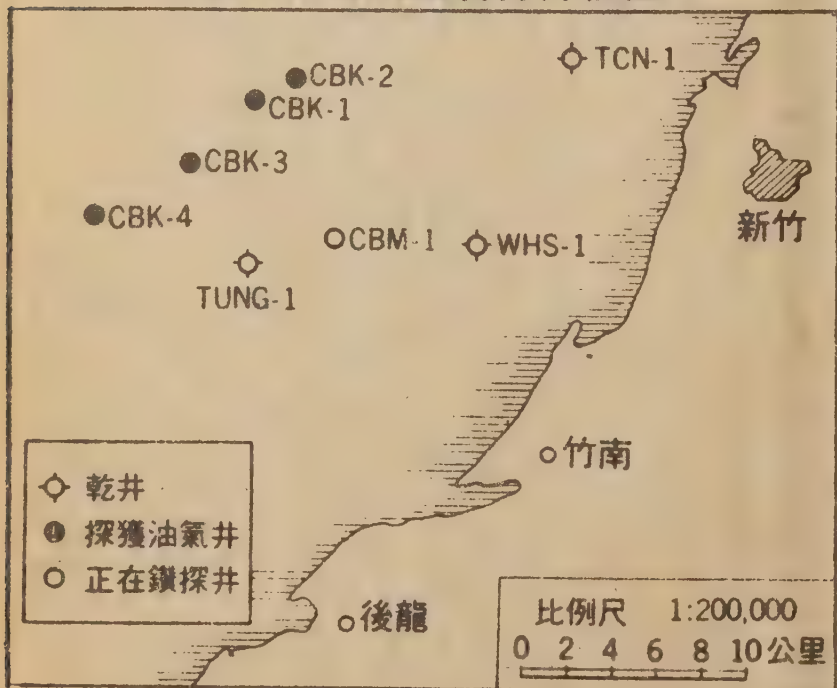 TCN-1
CBK-2
CBK-1
CBK-3
CBK-4
CBM-1
WHS-1
TUNG-1
新竹
竹南
後龍
乾井
探獲油氣井
正在鑽探井
比例尺 1:200,000
0 2 4 6 8 10公里